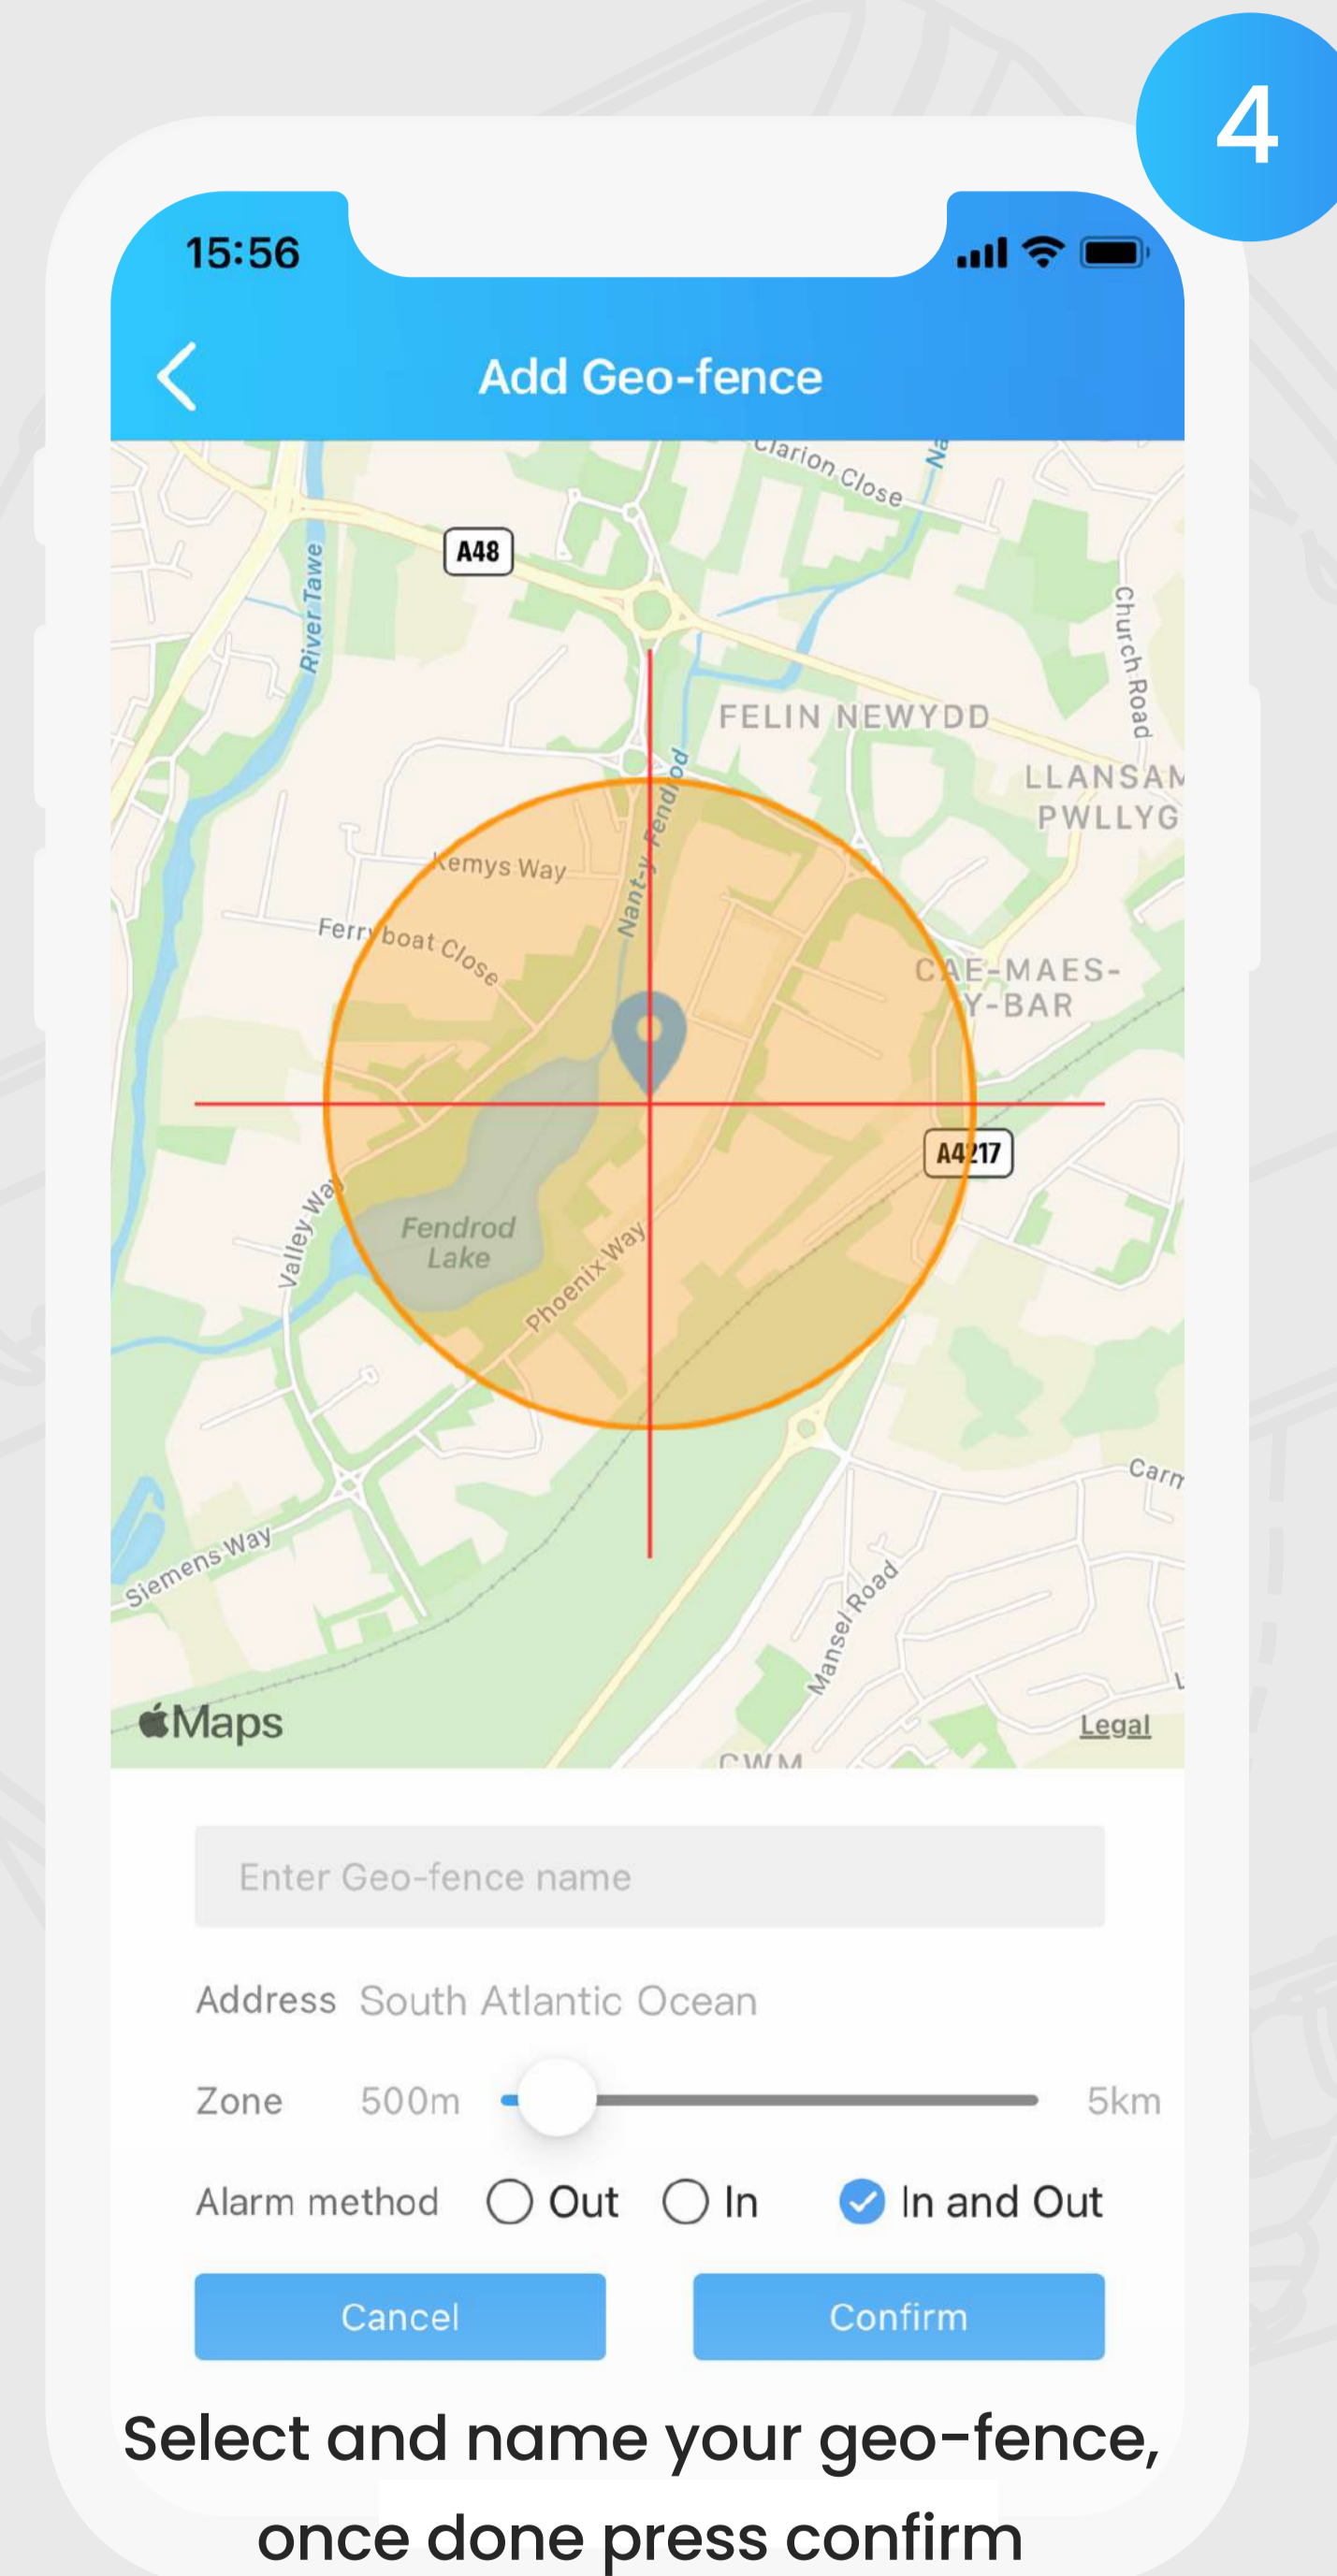 4
15:56
Add Geo-fence
Clarion Close
Na
A48
River Tawe
Church Road
FELIN NEWYDD
LLANSAM
PWLLYG
Nant-y-Fendrod
Kemys Way
Ferryboat Close
CAE-MAES-
Y-BAR
A4217
Valley Way
Fendrod
Lake
Phoenix Way
Carm
Siemens Way
Mansel Road
Maps
Legal
CWM
Enter Geo-fence name
Address South Atlantic Ocean
Zone 500m 5km
Alarm method Out In In and Out
Cancel Confirm
Select and name your geo-fence,
once done press confirm